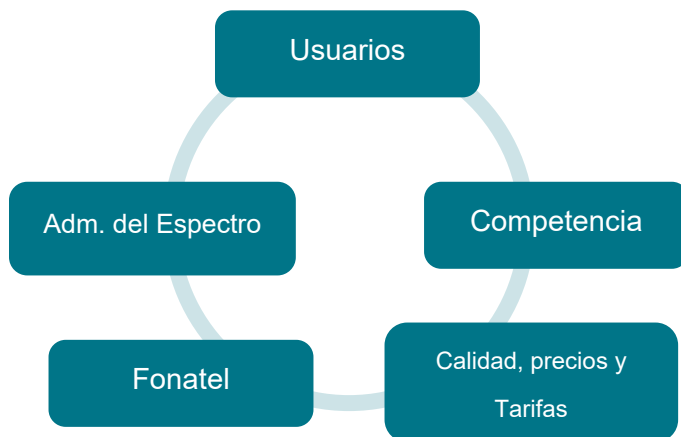 Usuarios
Competencia
Calidad, precios y
Tarifas
Fonatel
Adm. del Espectro